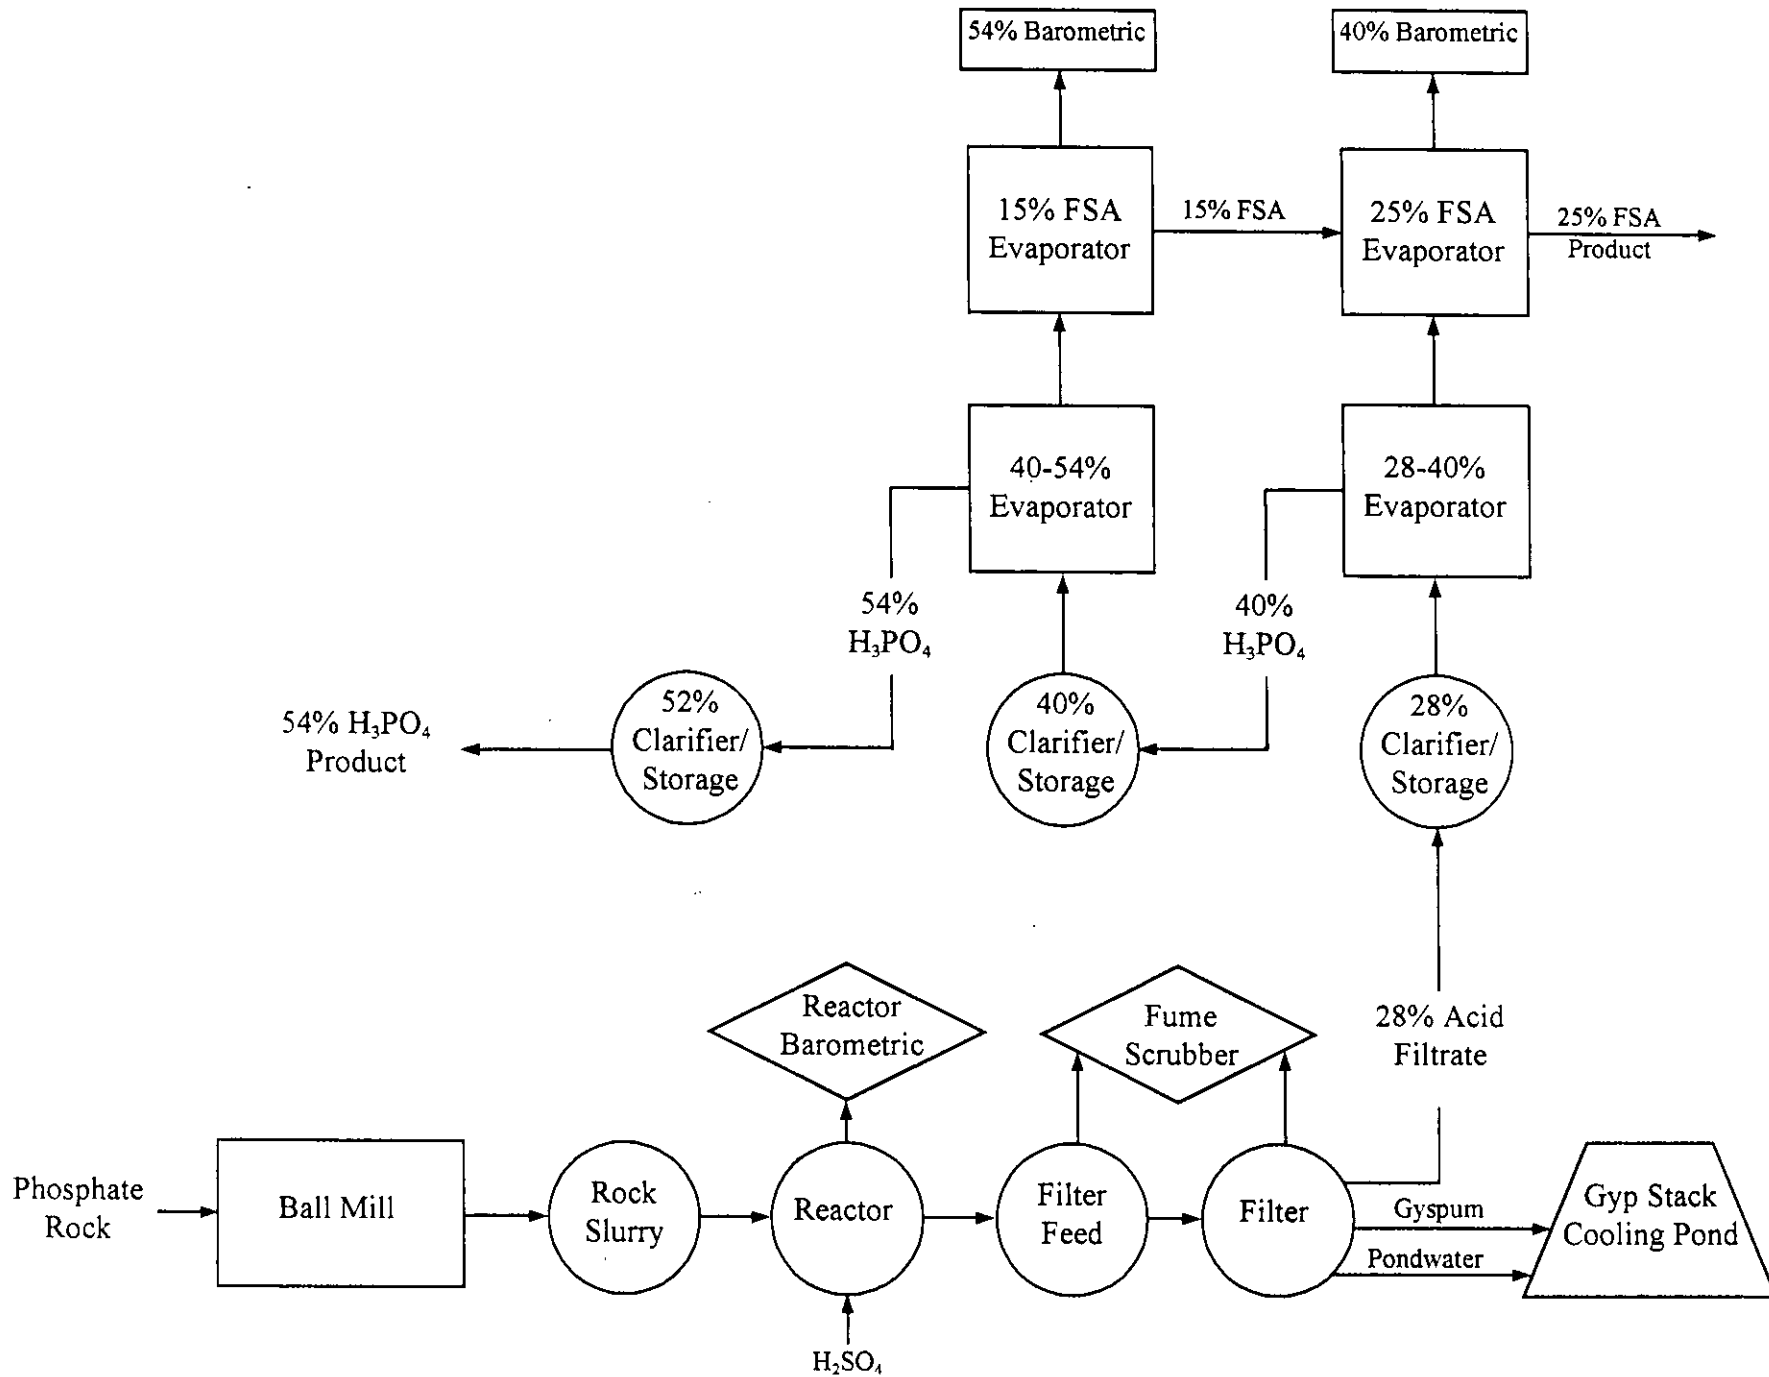 54% Barometric
40% Barometric
15% FSA
Evaporator
15% FSA
25% FSA
Evaporator
25% FSA
Product
40-54%
Evaporator
28-40%
Evaporator
54%
H₃PO₄
40%
H₃PO₄
54% H₃PO₄
Product
52%
Clarifier/
Storage
40%
Clarifier/
Storage
28%
Clarifier/
Storage
Reactor
Barometric
Fume
Scrubber
28% Acid
Filtrate
Phosphate
Rock
Ball Mill
Rock
Slurry
Reactor
Filter
Feed
Filter
Gyspum
Pondwater
Gyp Stack
Cooling Pond
H₂SO₄